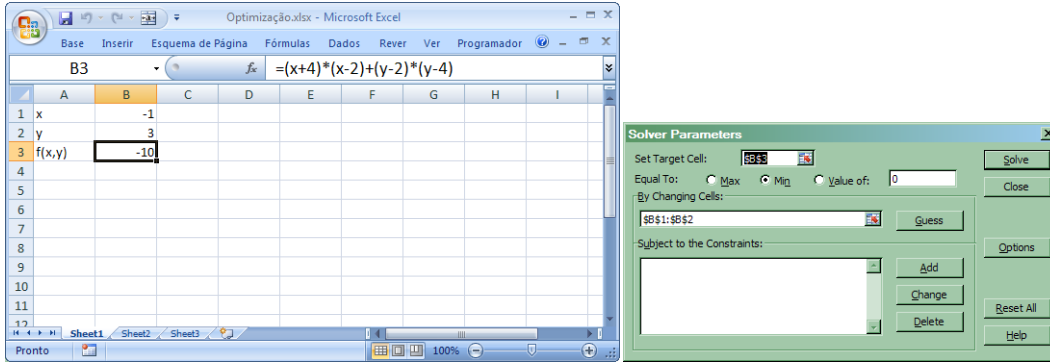 Optimização.xlsx - Microsoft Excel
Base Inserir Esquema de Página Fórmulas Dados Rever Ver Programador
B3 fx =(x+4)*(x-2)+(y-2)*(y-4)
A B C D E F G H I
1 x -1
2 y 3
3 f(x,y) -10
4
5
6
7
8
9
10
11
12
Sheet1 Sheet2 Sheet3
Pronto 100%
Solver Parameters
Set Target Cell: $B$3 Solve
Equal To: Max Min Value of: 0 Close
By Changing Cells:
$B$1:$B$2 Guess
Subject to the Constraints: Options
Add
Change
Reset All
Delete
Help